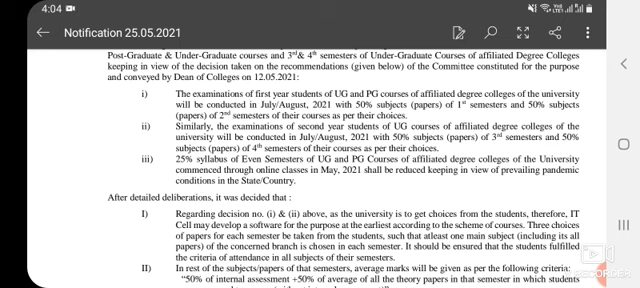 4:04
Notification 25.05.2021
Post-Graduate & Under-Graduate courses and 3rd& 4th semesters of Under-Graduate Courses of affiliated Degree Colleges
keeping in view of the decision taken on the recommendations (given below) of the Committee constituted for the purpose
and conveyed by Dean of Colleges on 12.05.2021:
i) The examinations of first year students of UG and PG courses of affiliated degree colleges of the university
will be conducted in July/August, 2021 with 50% subjects (papers) of 1st semesters and 50% subjects
(papers) of 2nd semesters of their courses as per their choices.
ii) Similarly, the examinations of second year students of UG courses of affiliated degree colleges of the
university will be conducted in July/August, 2021 with 50% subjects (papers) of 3rd semesters and 50%
subjects (papers) of 4th semesters of their courses as per their choices.
iii) 25% syllabus of Even Semesters of UG and PG Courses of affiliated degree colleges of the University
commenced through online classes in May, 2021 shall be reduced keeping in view of prevailing pandemic
conditions in the State/Country.
After detailed deliberations, it was decided that :
I) Regarding decision no. (i) & (ii) above, as the university is to get choices from the students, therefore, IT
Cell may develop a software for the purpose at the earliest according to the scheme of courses. Three choices
of papers for each semester be taken from the students, such that atleast one main subject (including its all
papers) of the concerned branch is chosen in each semester. It should be ensured that the students fulfilled
the criteria of attendance in all subjects of their semesters.
II) In rest of the subjects/papers of that semesters, average marks will be given as per the following criteria:
"50% of internal assessment +50% of average of all the theory papers in that semester in which students